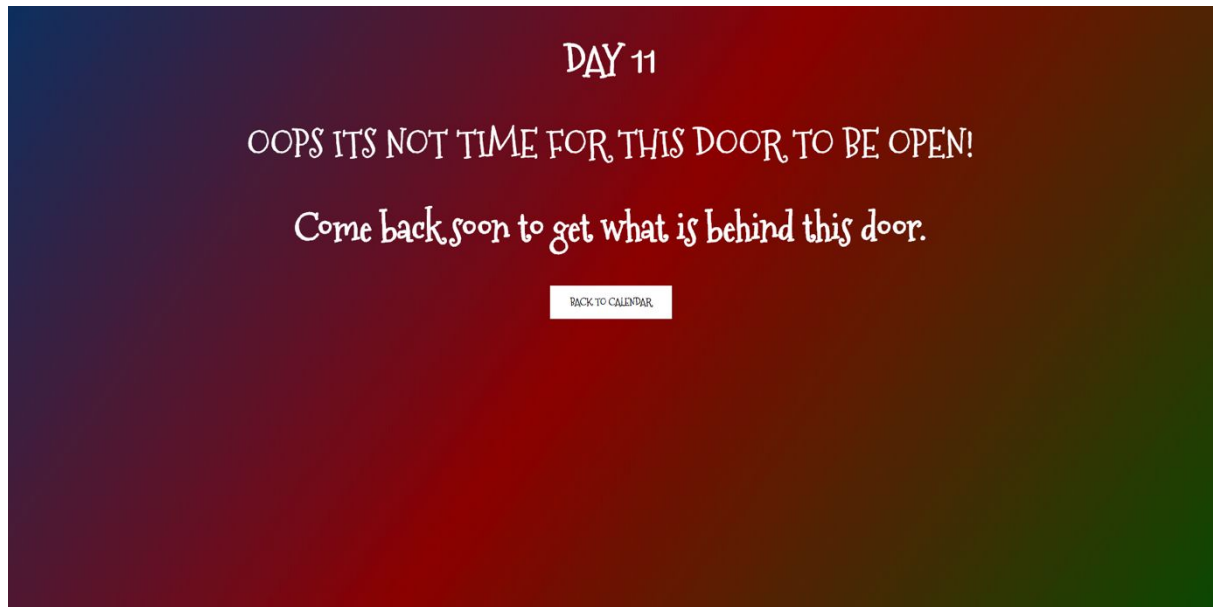 DAY 11
OOPS ITS NOT TIME FOR THIS DOOR TO BE OPEN!
Come back soon to get what is behind this door.
BACK TO CALENDAR